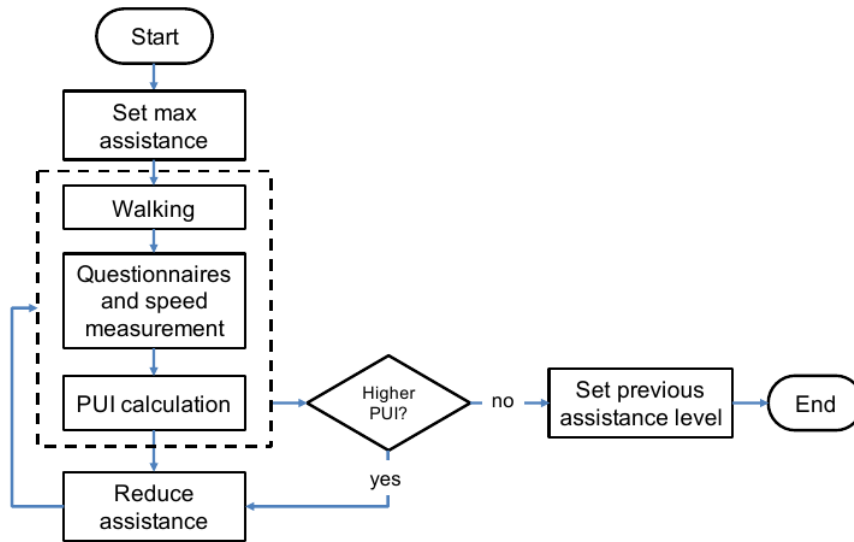 Start
Set max
assistance
Walking
Questionnaires
and speed
measurement
PUI calculation
Higher
PUI?
no
Set previous
assistance level
End
yes
Reduce
assistance